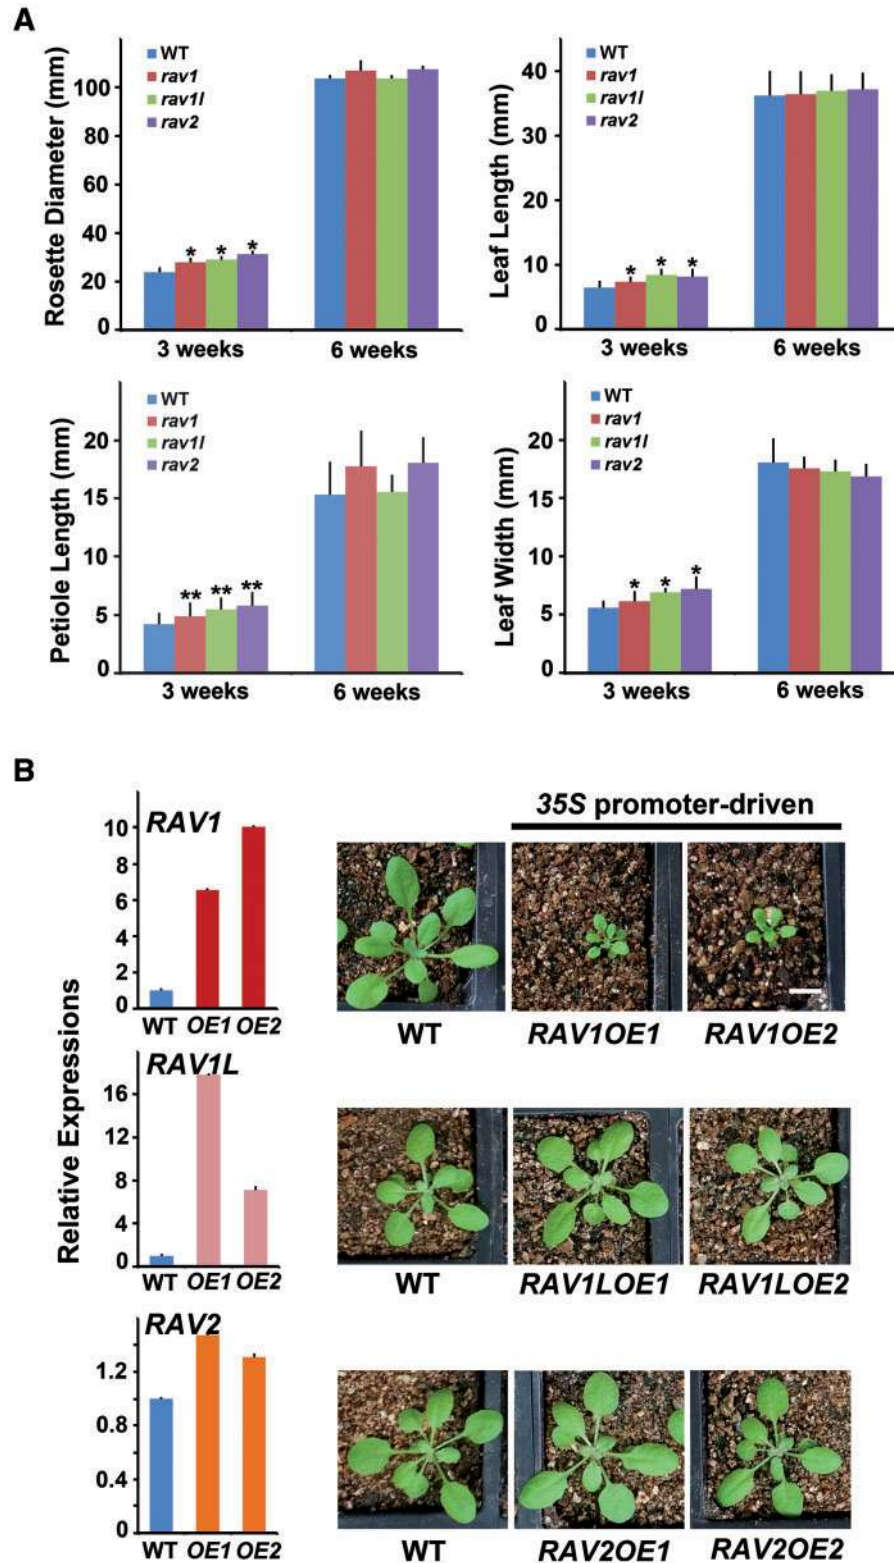 A
Rosette Diameter (mm)
100
80
60
40
20
0
WT
rav1
rav1l
rav2
* * *
3 weeks 6 weeks
Leaf Length (mm)
40
30
20
10
0
WT
rav1
rav1l
rav2
* * *
3 weeks 6 weeks
Petiole Length (mm)
20
15
10
5
0
WT
rav1
rav1l
rav2
** ** **
3 weeks 6 weeks
Leaf Width (mm)
20
15
10
5
0
WT
rav1
rav1l
rav2
* * *
3 weeks 6 weeks
B
Relative Expressions
RAV1
10
8
6
4
2
0
WT OE1 OE2
35S promoter-driven
WT RAV1OE1 RAV1OE2
RAV1L
16
12
8
4
0
WT OE1 OE2
WT RAV1LOE1 RAV1LOE2
RAV2
1.2
0.8
0.4
0
WT OE1 OE2
WT RAV2OE1 RAV2OE2